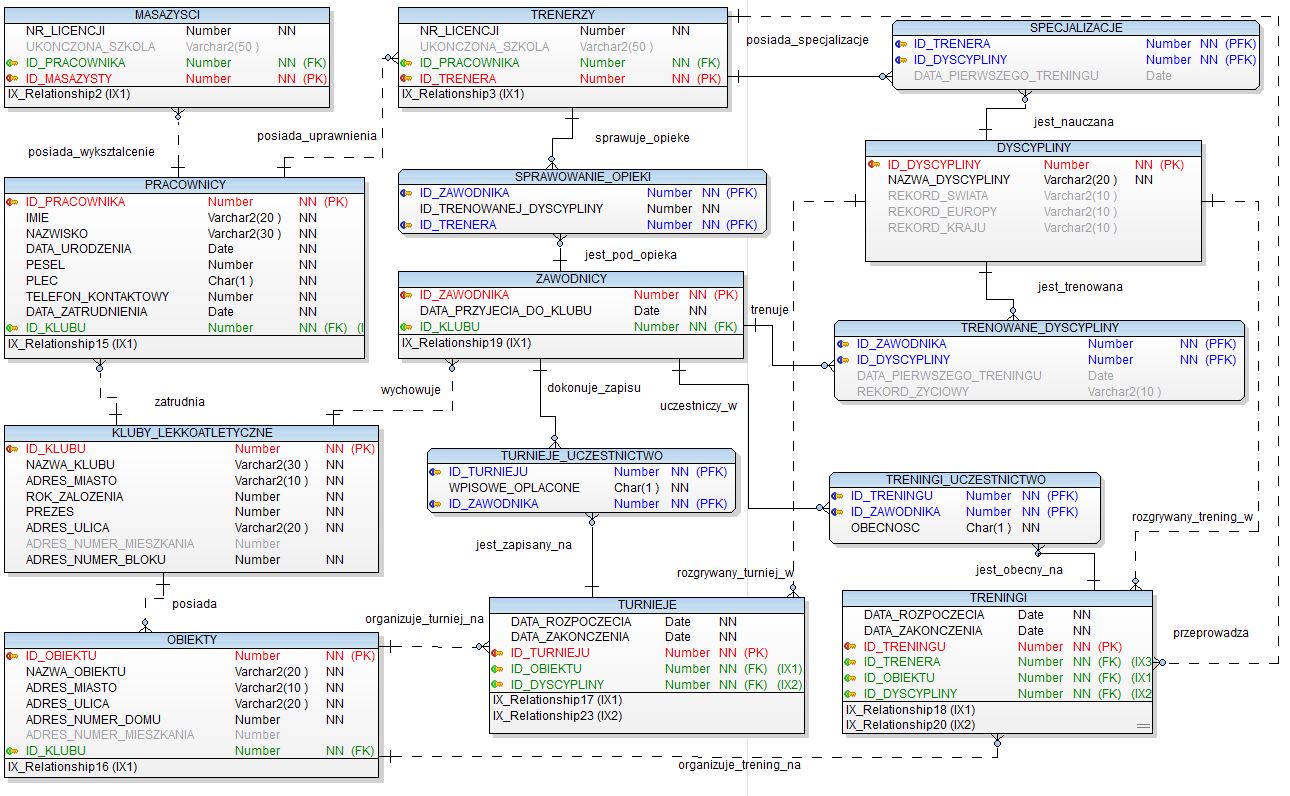 MASAZYSCI
NR_LICENCJI Number NN
UKONCZONA_SZKOLA Varchar2(50 )
ID_PRACOWNIKA Number NN (FK)
ID_MASAZYSTY Number NN (PK)
IX_Relationship2 (IX1)
TRENERZY
NR_LICENCJI Number NN
UKONCZONA_SZKOLA Varchar2(50 )
ID_PRACOWNIKA Number NN (FK)
ID_TRENERA Number NN (PK)
IX_Relationship3 (IX1)
posiada_specjalizacje
SPECJALIZACJE
ID_TRENERA Number NN (PFK)
ID_DYSCYPLINY Number NN (PFK)
DATA_PIERWSZEGO_TRENINGU Date
posiada_wyksztalcenie
posiada_uprawnienia
sprawuje_opieke
jest_nauczana
PRACOWNICY
ID_PRACOWNIKA Number NN (PK)
IMIE Varchar2(20 ) NN
NAZWISKO Varchar2(30 ) NN
DATA_URODZENIA Date NN
PESEL Number NN
PLEC Char(1 ) NN
TELEFON_KONTAKTOWY Number NN
DATA_ZATRUDNIENIA Date NN
ID_KLUBU Number NN (FK) (I
IX_Relationship15 (IX1)
SPRAWOWANIE_OPIEKI
ID_ZAWODNIKA Number NN (PFK)
ID_TRENOWANEJ_DYSCYPLINY Number NN
ID_TRENERA Number NN (PFK)
jest_pod_opieka
DYSCYPLINY
ID_DYSCYPLINY Number NN (PK)
NAZWA_DYSCYPLINY Varchar2(20 ) NN
REKORD_SWIATA Varchar2(10 )
REKORD_EUROPY Varchar2(10 )
REKORD_KRAJU Varchar2(10 )
jest_trenowana
ZAWODNICY
ID_ZAWODNIKA Number NN (PK)
DATA_PRZYJECIA_DO_KLUBU Date NN
ID_KLUBU Number NN (FK)
IX_Relationship19 (IX1)
trenuje
TRENOWANE_DYSCYPLINY
ID_ZAWODNIKA Number NN (PFK)
ID_DYSCYPLINY Number NN (PFK)
DATA_PIERWSZEGO_TRENINGU Date
REKORD_ZYCIOWY Varchar2(10 )
zatrudnia
wychowuje
dokonuje_zapisu
uczestniczy_w
KLUBY_LEKKOATLETYCZNE
ID_KLUBU Number NN (PK)
NAZWA_KLUBU Varchar2(30 ) NN
ADRES_MIASTO Varchar2(10 ) NN
ROK_ZALOZENIA Number NN
PREZES Number NN
ADRES_ULICA Varchar2(20 ) NN
ADRES_NUMER_MIESZKANIA Number
ADRES_NUMER_BLOKU Number NN
TURNIEJE_UCZESTNICTWO
ID_TURNIEJU Number NN (PFK)
WPISOWE_OPLACONE Char(1 ) NN
ID_ZAWODNIKA Number NN (PFK)
TRENINGI_UCZESTNICTWO
ID_TRENINGU Number NN (PFK)
ID_ZAWODNIKA Number NN (PFK)
OBECNOSC Char(1 ) NN
rozgrywany_trening_w
jest_zapisany_na
rozgrywany_turniej_w
jest_obecny_na
posiada
organizuje_turniej_na
przeprowadza
OBIEKTY
ID_OBIEKTU Number NN (PK)
NAZWA_OBIEKTU Varchar2(20 ) NN
ADRES_MIASTO Varchar2(10 ) NN
ADRES_ULICA Varchar2(20 ) NN
ADRES_NUMER_DOMU Number NN
ADRES_NUMER_MIESZKANIA Number
ID_KLUBU Number NN (FK)
IX_Relationship16 (IX1)
TURNIEJE
DATA_ROZPOCZECIA Date NN
DATA_ZAKONCZENIA Date NN
ID_TURNIEJU Number NN (PK)
ID_OBIEKTU Number NN (FK) (IX1)
ID_DYSCYPLINY Number NN (FK) (IX2)
IX_Relationship17 (IX1)
IX_Relationship23 (IX2)
TRENINGI
DATA_ROZPOCZECIA Date NN
DATA_ZAKONCZENIA Date NN
ID_TRENINGU Number NN (PK)
ID_TRENERA Number NN (FK) (IX3
ID_OBIEKTU Number NN (FK) (IX1
ID_DYSCYPLINY Number NN (FK) (IX2
IX_Relationship18 (IX1)
IX_Relationship20 (IX2)
organizuje_trening_na